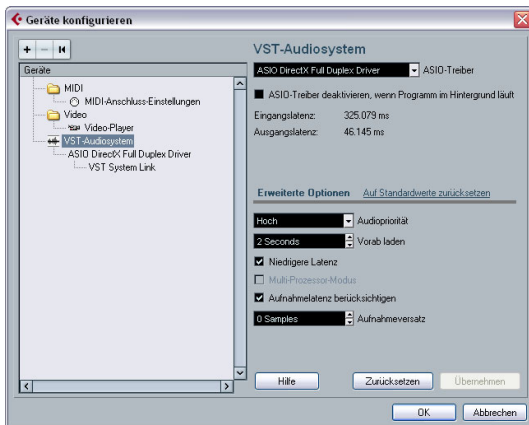 Geräte konfigurieren
Geräte
MIDI
MIDI-Anschluss-Einstellungen
Video
Video-Player
VST-Audiosystem
ASIO DirectX Full Duplex Driver
VST System Link
VST-Audiosystem
ASIO DirectX Full Duplex Driver ASIO-Treiber
ASIO-Treiber deaktivieren, wenn Programm im Hintergrund läuft
Eingangslatenz: 325.079 ms
Ausgangslatenz: 46.145 ms
Erweiterte Optionen Auf Standardwerte zurücksetzen
Hoch Audiopriorität
2 Seconds Vorab laden
Niedrigere Latenz
Multi-Prozessor-Modus
Aufnahmelatenz berücksichtigen
0 Samples Aufnahmeversatz
Hilfe Zurücksetzen Übernehmen
OK Abbrechen